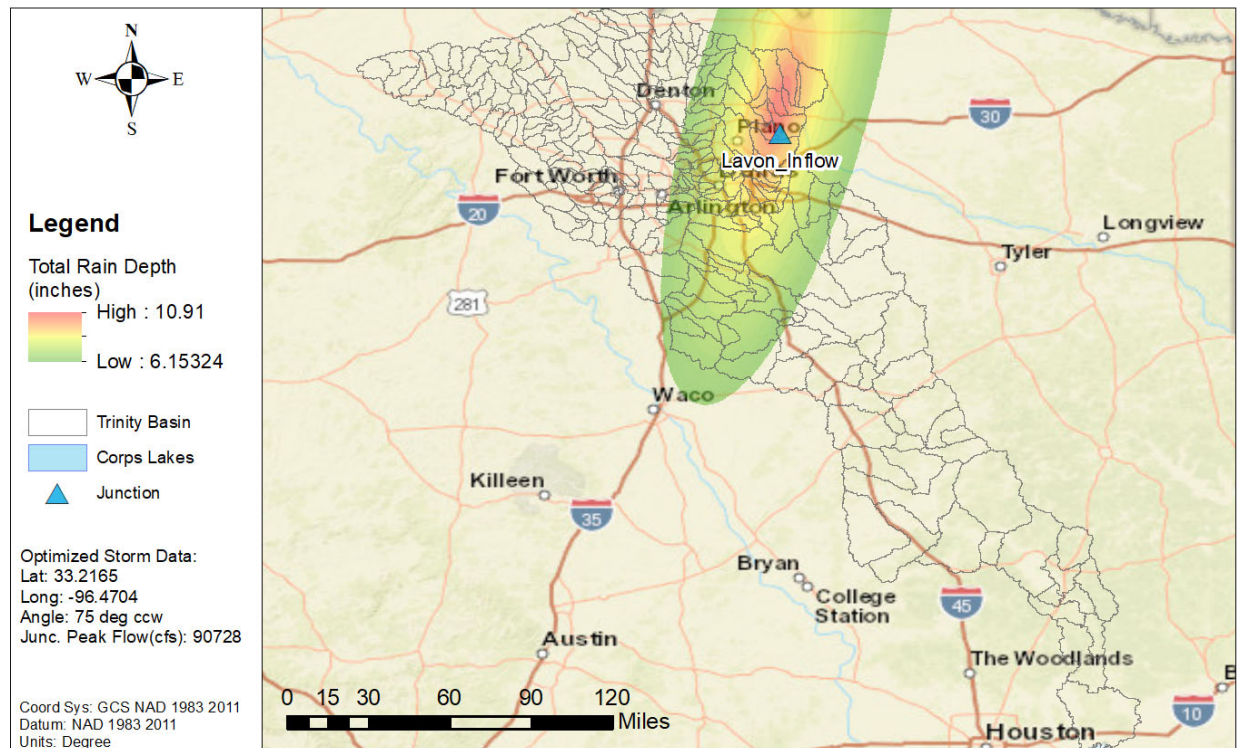 N
W E
S
Legend
Total Rain Depth
(inches)
High : 10.91
Low : 6.15324
Trinity Basin
Corps Lakes
Junction
Optimized Storm Data:
Lat: 33.2165
Long: -96.4704
Angle: 75 deg ccw
Junc. Peak Flow(cfs): 90728
Coord Sys: GCS NAD 1983 2011
Datum: NAD 1983 2011
Units: Degree
Denton
30
Plano
Lavon_Inflow
Dallas
Fort Worth
20
Arlington
Longview
Tyler
281
Waco
Killeen
35
Bryan
College
Station
45
Austin
The Woodlands
B
10
Houston
0 15 30 60 90 120
Miles